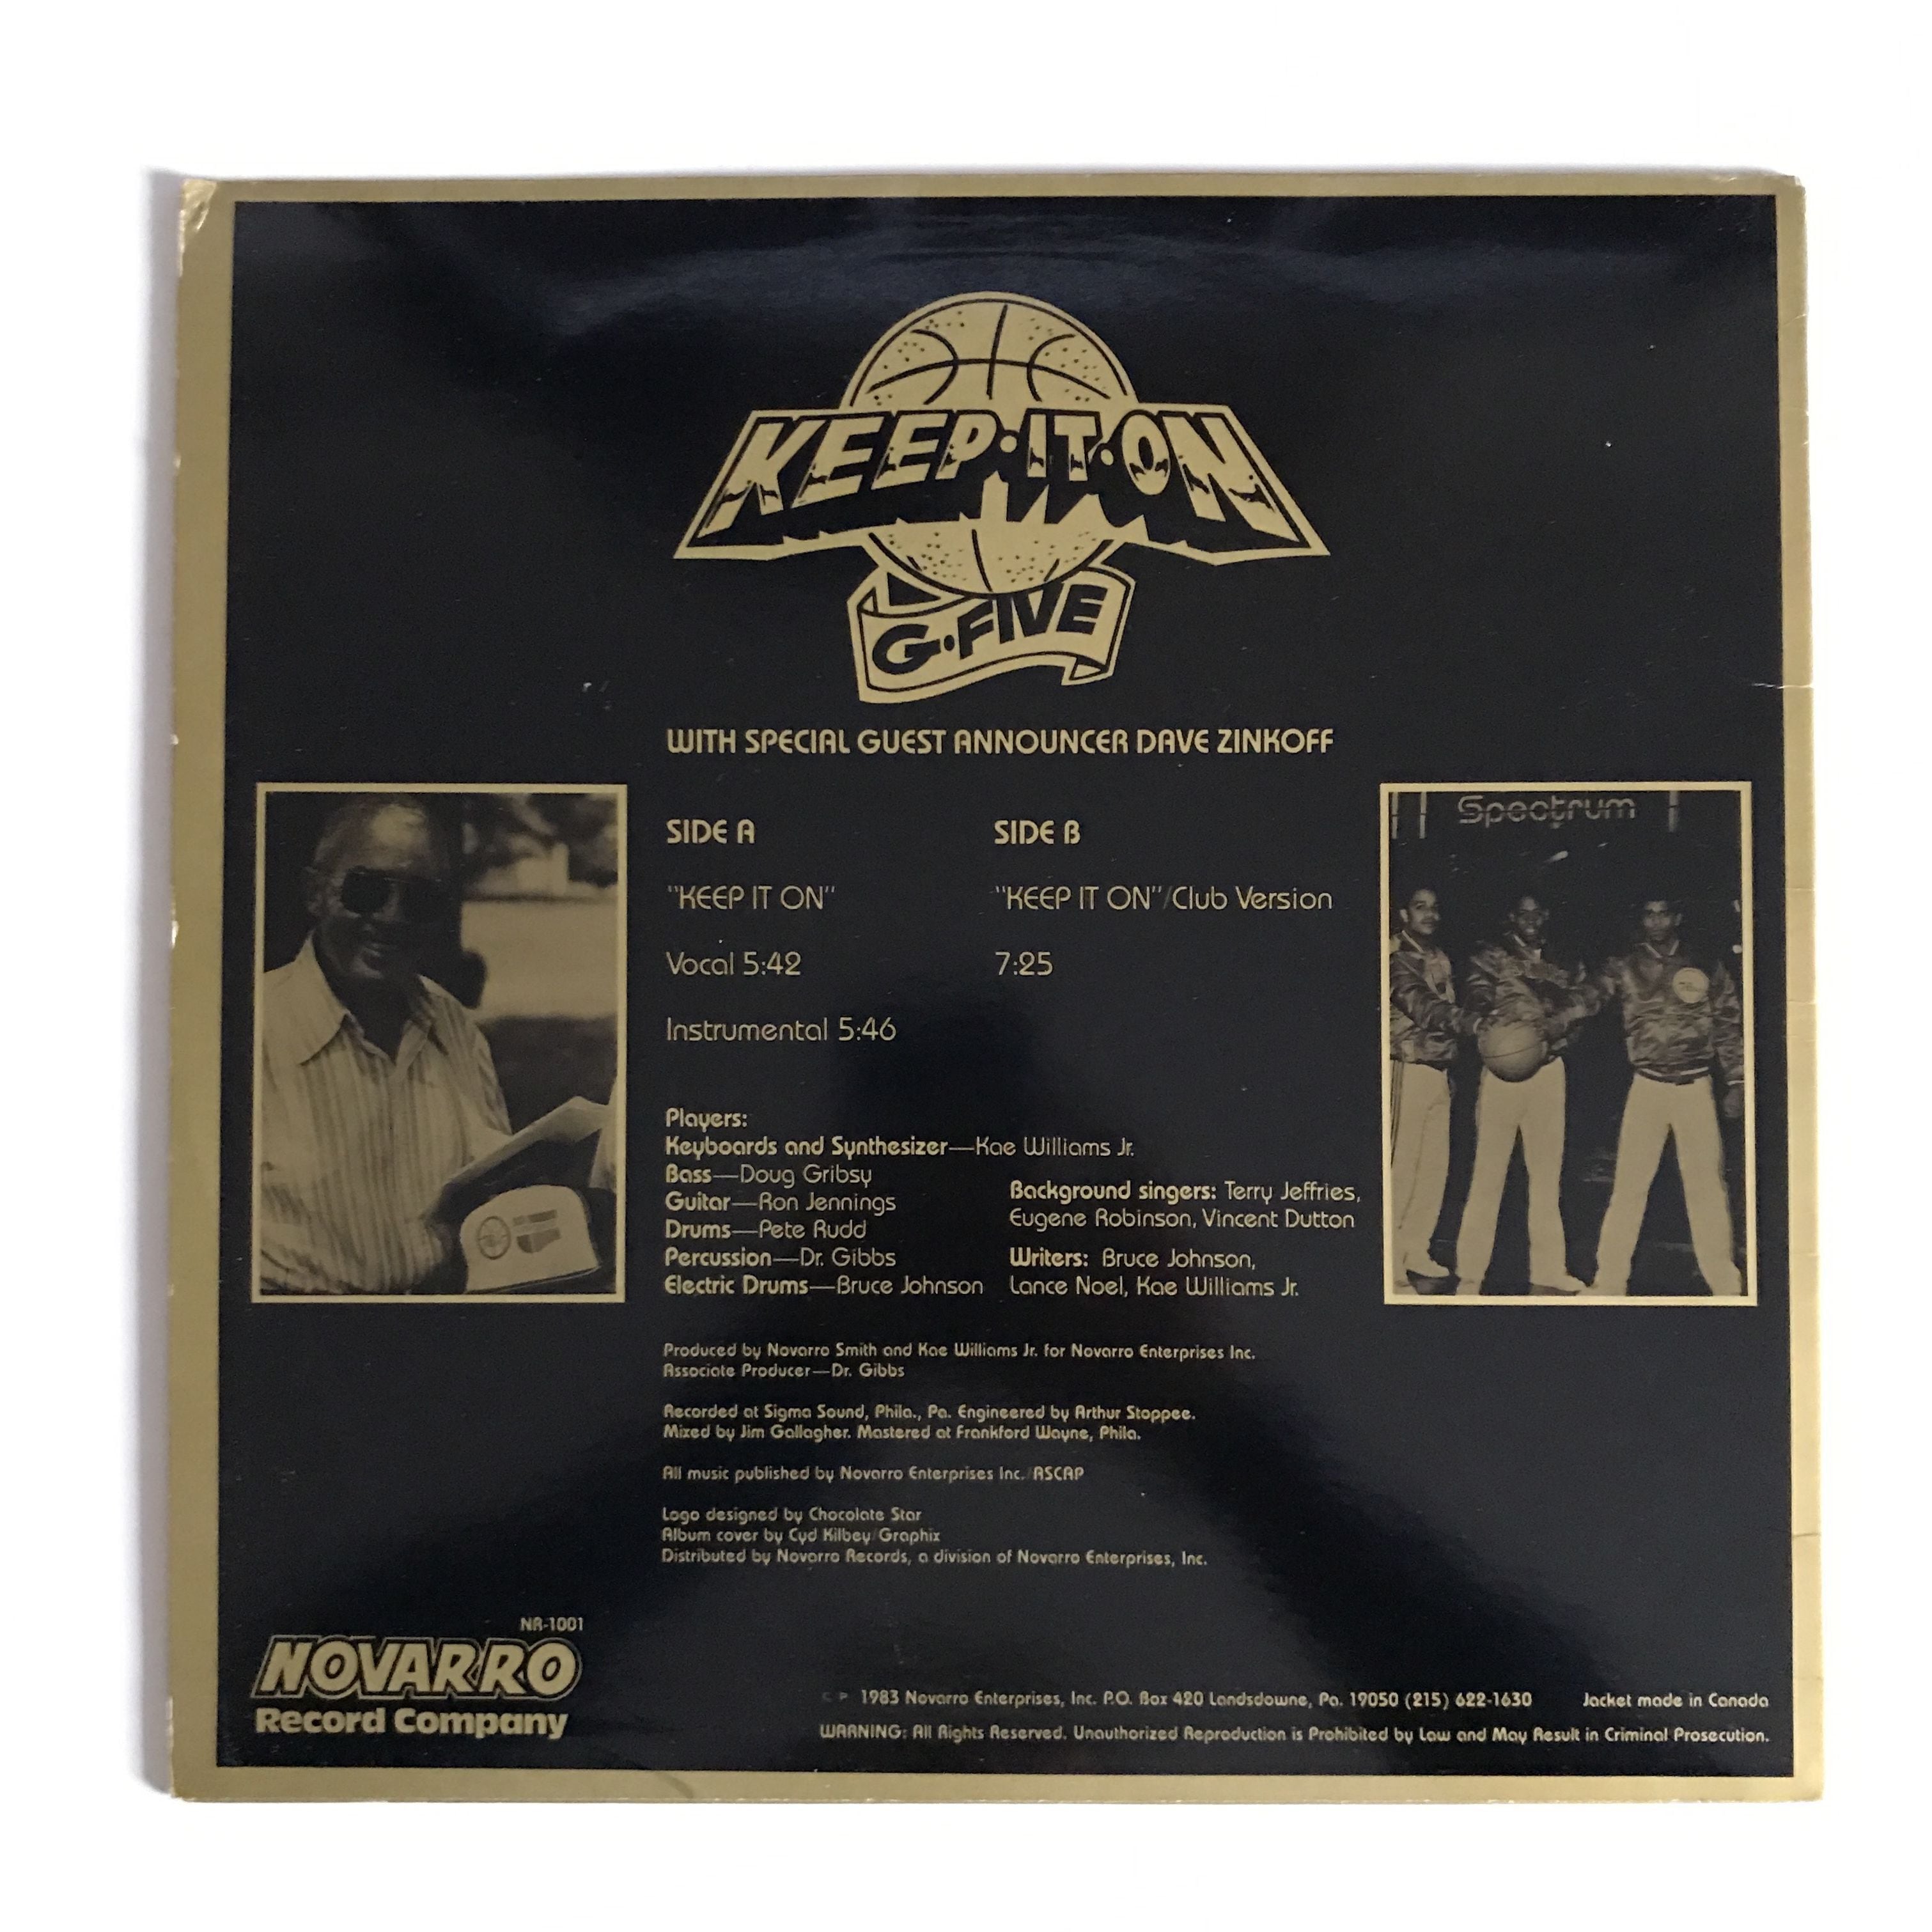 KEEP·IT·ON
G·FIVE
WITH SPECIAL GUEST ANNOUNCER DAVE ZINKOFF
Spectrum
SIDE A
"KEEP IT ON"
Vocal 5:42
Instrumental 5:46
SIDE B
"KEEP IT ON"/Club Version
7:25
Players:
Keyboards and Synthesizer—Kae Williams Jr.
Bass—Doug Gribsy
Guitar—Ron Jennings
Drums—Pete Rudd
Percussion—Dr. Gibbs
Electric Drums—Bruce Johnson
Background singers: Terry Jeffries,
Eugene Robinson, Vincent Dutton
Writers: Bruce Johnson,
Lance Noel, Kae Williams Jr.
Produced by Novarro Smith and Kae Williams Jr. for Novarro Enterprises Inc.
Associate Producer—Dr. Gibbs
Recorded at Sigma Sound, Phila., Pa. Engineered by Arthur Stoppee.
Mixed by Jim Gallagher. Mastered at Frankford Wayne, Phila.
All music published by Novarro Enterprises Inc./ASCAP
Logo designed by Chocolate Star
Album cover by Cyd Kilbey/Graphix
Distributed by Novarro Records, a division of Novarro Enterprises, Inc.
NR-1001
NOVARRO
Record Company
C P 1983 Novarro Enterprises, Inc. P.O. Box 420 Landsdowne, Pa. 19050 (215) 622-1630 Jacket made in Canada
WARNING: All Rights Reserved. Unauthorized Reproduction is Prohibited by Law and May Result in Criminal Prosecution.